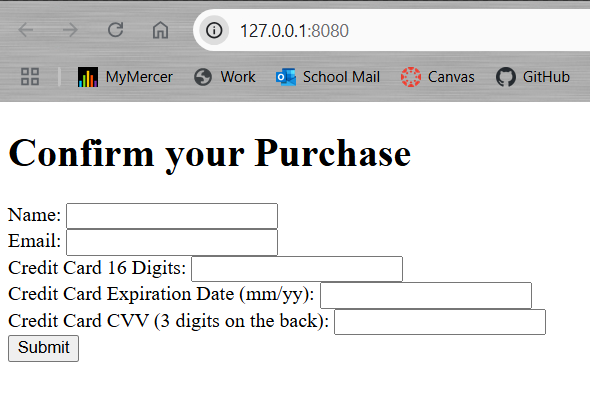 127.0.0.1:8080
MyMercer Work School Mail Canvas GitHub
Confirm your Purchase
Name:
Email:
Credit Card 16 Digits:
Credit Card Expiration Date (mm/yy):
Credit Card CVV (3 digits on the back):
Submit